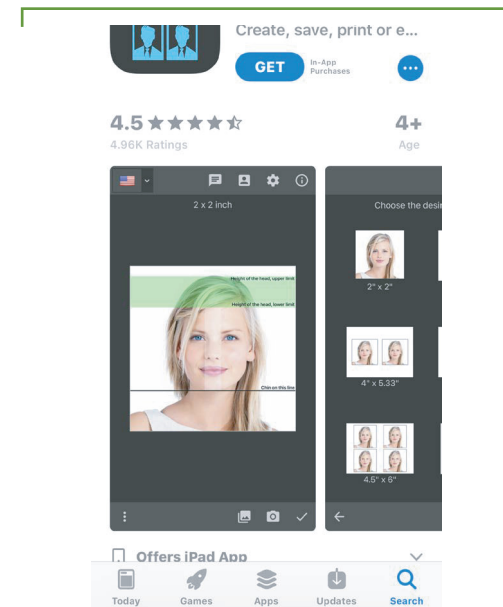 Create, save, print or e...
GET
In-App
Purchases
4.5
4+
4.96K Ratings
Age
2 x 2 inch
Height of the head, upper limit
Height of the head, lower limit
Chin on this line
Choose the desi
2" x 2"
4" x 5.33"
4.5" x 6"
Offers iPad App
Today
Games
Apps
Updates
Search